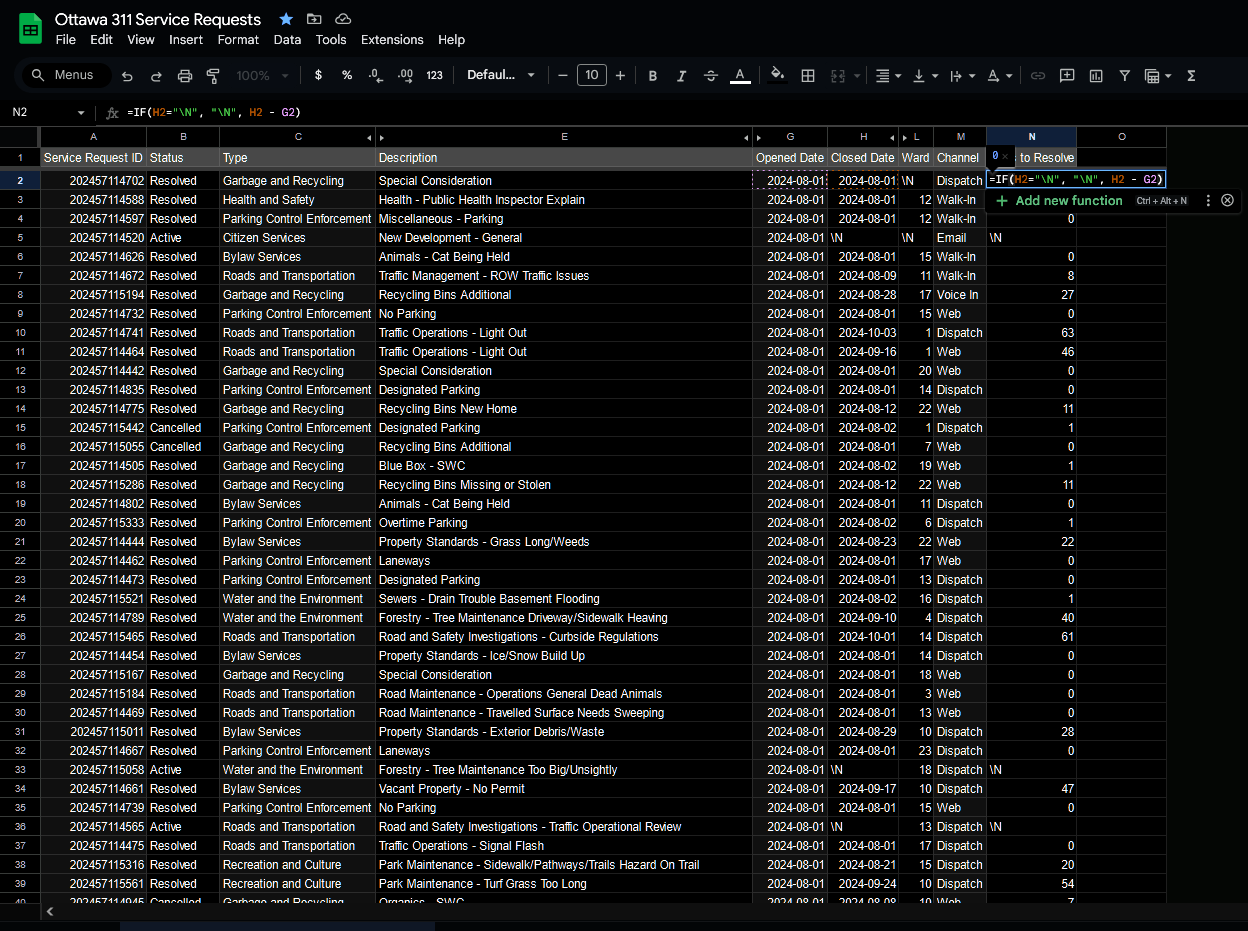 Ottawa 311 Service Requests
File Edit View Insert Format Data Tools Extensions Help
Menus 100% $ % .0 .00 123 Defaul... − 10 + B I S A Σ
N2 fx =IF(H2="\N", "\N", H2 - G2)
A B C E G H L M N O
1 Service Request ID Status Type Description Opened Date Closed Date Ward Channel 0 × to Resolve
2 202457114702 Resolved Garbage and Recycling Special Consideration 2024-08-01 2024-08-01 \N Dispatch =IF(H2="\N", "\N", H2 - G2)
3 202457114588 Resolved Health and Safety Health - Public Health Inspector Explain 2024-08-01 2024-08-01 12 Walk-In + Add new function Ctrl + Alt + N
4 202457114597 Resolved Parking Control Enforcement Miscellaneous - Parking 2024-08-01 2024-08-01 12 Walk-In 0
5 202457114520 Active Citizen Services New Development - General 2024-08-01 \N \N Email \N
6 202457114626 Resolved Bylaw Services Animals - Cat Being Held 2024-08-01 2024-08-01 15 Walk-In 0
7 202457114672 Resolved Roads and Transportation Traffic Management - ROW Traffic Issues 2024-08-01 2024-08-09 11 Walk-In 8
8 202457115194 Resolved Garbage and Recycling Recycling Bins Additional 2024-08-01 2024-08-28 17 Voice In 27
9 202457114732 Resolved Parking Control Enforcement No Parking 2024-08-01 2024-08-01 15 Web 0
10 202457114741 Resolved Roads and Transportation Traffic Operations - Light Out 2024-08-01 2024-10-03 1 Dispatch 63
11 202457114464 Resolved Roads and Transportation Traffic Operations - Light Out 2024-08-01 2024-09-16 1 Web 46
12 202457114442 Resolved Garbage and Recycling Special Consideration 2024-08-01 2024-08-01 20 Web 0
13 202457114835 Resolved Parking Control Enforcement Designated Parking 2024-08-01 2024-08-01 14 Dispatch 0
14 202457114775 Resolved Garbage and Recycling Recycling Bins New Home 2024-08-01 2024-08-12 22 Web 11
15 202457115442 Cancelled Parking Control Enforcement Designated Parking 2024-08-01 2024-08-02 1 Dispatch 1
16 202457115055 Cancelled Garbage and Recycling Recycling Bins Additional 2024-08-01 2024-08-01 7 Web 0
17 202457114505 Resolved Garbage and Recycling Blue Box - SWC 2024-08-01 2024-08-02 19 Web 1
18 202457115286 Resolved Garbage and Recycling Recycling Bins Missing or Stolen 2024-08-01 2024-08-12 22 Web 11
19 202457114802 Resolved Bylaw Services Animals - Cat Being Held 2024-08-01 2024-08-01 11 Dispatch 0
20 202457115333 Resolved Parking Control Enforcement Overtime Parking 2024-08-01 2024-08-02 6 Dispatch 1
21 202457114444 Resolved Bylaw Services Property Standards - Grass Long/Weeds 2024-08-01 2024-08-23 22 Web 22
22 202457114462 Resolved Parking Control Enforcement Laneways 2024-08-01 2024-08-01 17 Web 0
23 202457114473 Resolved Parking Control Enforcement Designated Parking 2024-08-01 2024-08-01 13 Dispatch 0
24 202457115521 Resolved Water and the Environment Sewers - Drain Trouble Basement Flooding 2024-08-01 2024-08-02 16 Dispatch 1
25 202457114789 Resolved Water and the Environment Forestry - Tree Maintenance Driveway/Sidewalk Heaving 2024-08-01 2024-09-10 4 Dispatch 40
26 202457115465 Resolved Roads and Transportation Road and Safety Investigations - Curbside Regulations 2024-08-01 2024-10-01 14 Dispatch 61
27 202457114454 Resolved Bylaw Services Property Standards - Ice/Snow Build Up 2024-08-01 2024-08-01 14 Dispatch 0
28 202457115167 Resolved Garbage and Recycling Special Consideration 2024-08-01 2024-08-01 18 Web 0
29 202457115184 Resolved Roads and Transportation Road Maintenance - Operations General Dead Animals 2024-08-01 2024-08-01 3 Web 0
30 202457114469 Resolved Roads and Transportation Road Maintenance - Travelled Surface Needs Sweeping 2024-08-01 2024-08-01 13 Web 0
31 202457115011 Resolved Bylaw Services Property Standards - Exterior Debris/Waste 2024-08-01 2024-08-29 10 Dispatch 28
32 202457114667 Resolved Parking Control Enforcement Laneways 2024-08-01 2024-08-01 23 Dispatch 0
33 202457115058 Active Water and the Environment Forestry - Tree Maintenance Too Big/Unsightly 2024-08-01 \N 18 Dispatch \N
34 202457114661 Resolved Bylaw Services Vacant Property - No Permit 2024-08-01 2024-09-17 10 Dispatch 47
35 202457114739 Resolved Parking Control Enforcement No Parking 2024-08-01 2024-08-01 15 Web 0
36 202457114565 Active Roads and Transportation Road and Safety Investigations - Traffic Operational Review 2024-08-01 \N 13 Dispatch \N
37 202457114475 Resolved Roads and Transportation Traffic Operations - Signal Flash 2024-08-01 2024-08-01 17 Dispatch 0
38 202457115316 Resolved Recreation and Culture Park Maintenance - Sidewalk/Pathways/Trails Hazard On Trail 2024-08-01 2024-08-21 15 Dispatch 20
39 202457115561 Resolved Recreation and Culture Park Maintenance - Turf Grass Too Long 2024-08-01 2024-09-24 10 Dispatch 54
40 202457114945 Cancelled Garbage and Recycling Organics - SWC 2024-08-01 2024-08-08 10 Web 7